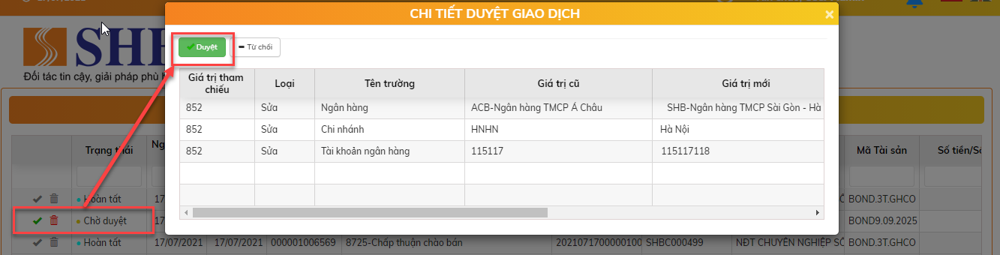 17/07/2021
CHI TIẾT DUYỆT GIAO DỊCH
×
SHB
Duyệt
Từ chối
Đối tác tin cậy, giải pháp phù
Giá trị tham chiếu Loại Tên trường Giá trị cũ Giá trị mới
852 Sửa Ngân hàng ACB-Ngân hàng TMCP Á Châu SHB-Ngân hàng TMCP Sài Gòn - Hà
852 Sửa Chi nhánh HNHN Hà Nội
852 Sửa Tài khoản ngân hàng 115117 115117118
Trạng thái Ng Mã Tài sản Số tiền/Số
Hoàn tất 17 BOND.3T.GHCO
Chờ duyệt 17 BOND9.09.2025
Hoàn tất 17/07/2021 17/07/2021 000001006569 8725-Chấp thuận chào bán 2021071700000100 SHBC000499 NĐT CHUYÊN NGHIỆP SỐ BOND.3T.GHCO